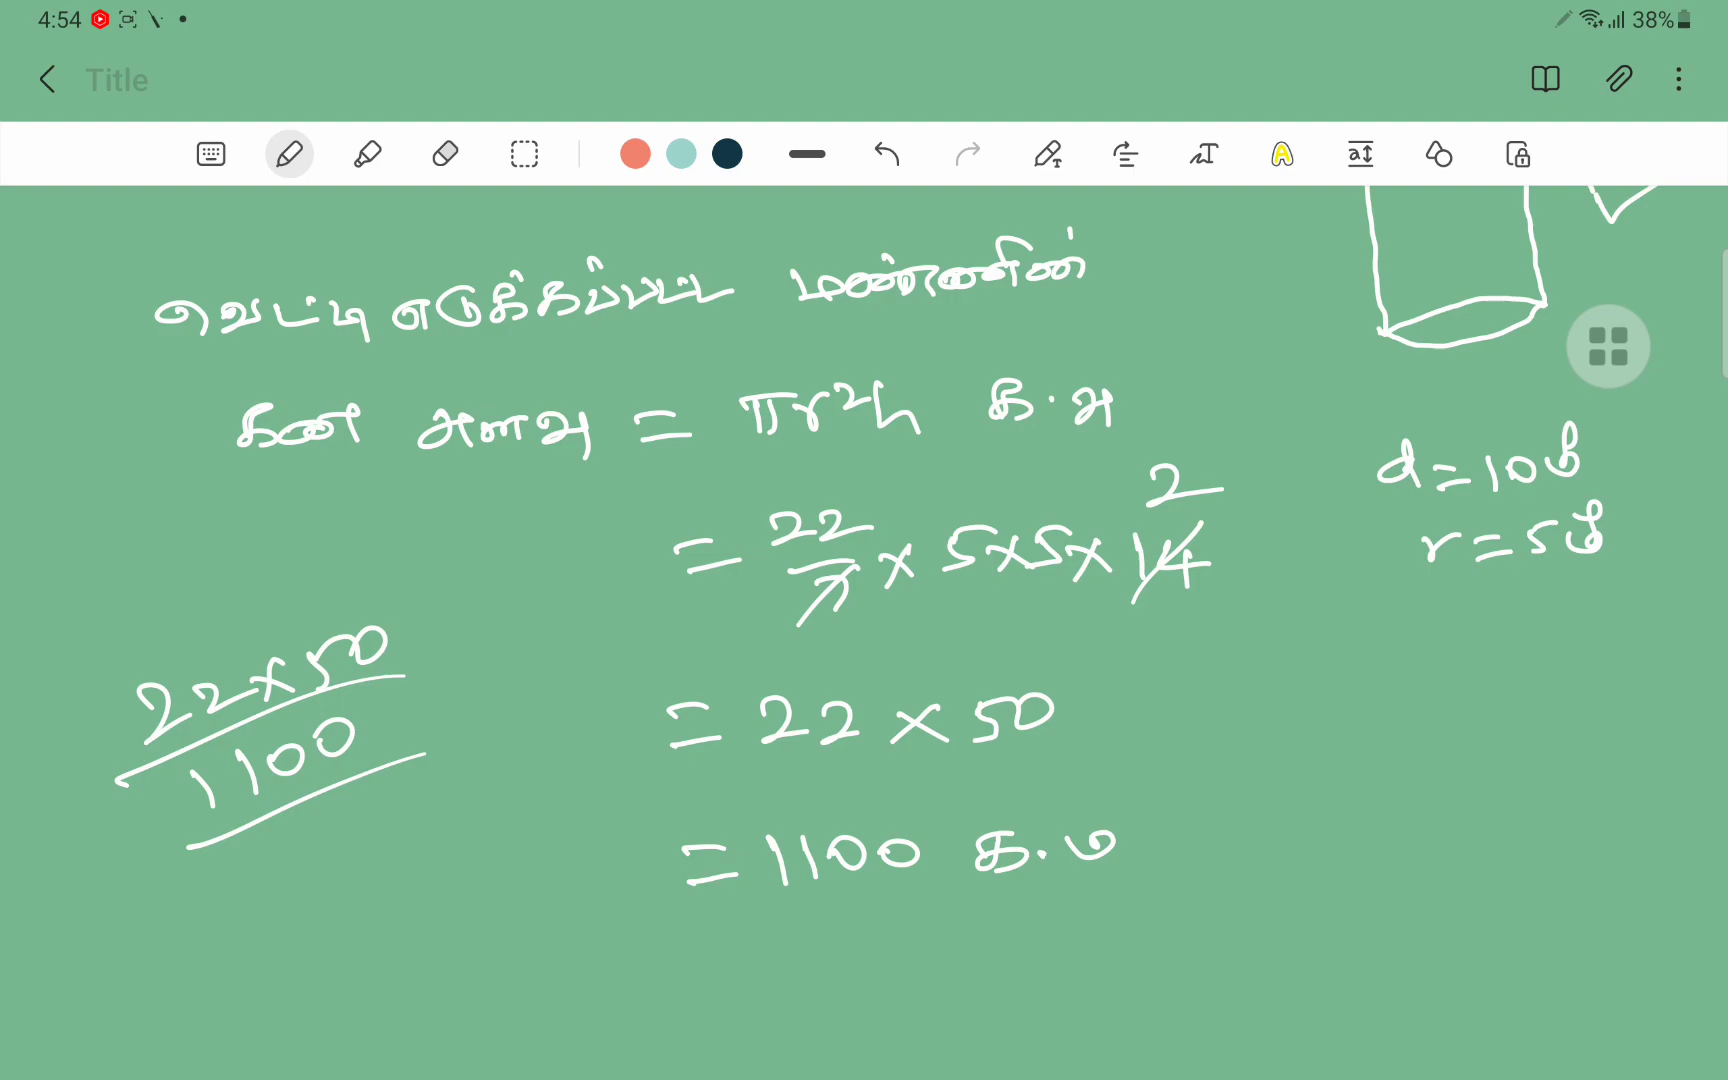 4:54 38%
Title
வெட்டி எடுக்கப்பட்ட மண்ணின்
கன அளவு = πr²h க.அ
d = 10மீ
r = 5மீ
2
= 22/7 × 5×5× 14
22×50
1100
= 22 × 50
= 1100 க.